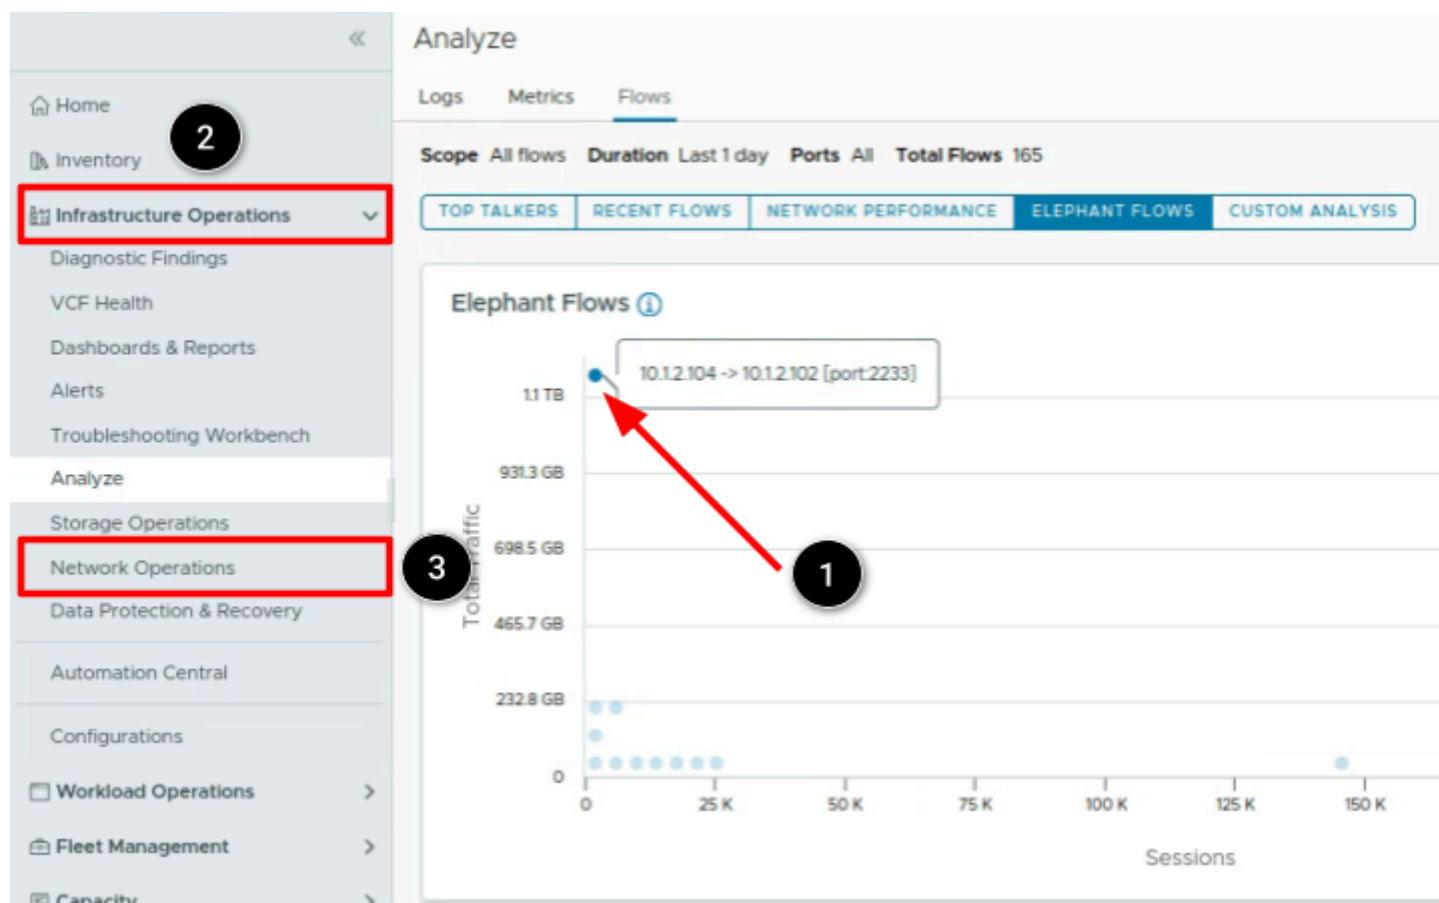 Analyze
Home
Logs Metrics Flows
2
Inventory
Scope All flows Duration Last 1 day Ports All Total Flows 165
Infrastructure Operations
TOP TALKERS RECENT FLOWS NETWORK PERFORMANCE ELEPHANT FLOWS CUSTOM ANALYSIS
Diagnostic Findings
VCF Health
Dashboards & Reports
Alerts
Troubleshooting Workbench
Analyze
Storage Operations
Network Operations
3
Data Protection & Recovery
Automation Central
Configurations
Workload Operations
Fleet Management
Capacity
Elephant Flows
10.1.2.104 -> 10.1.2.102 [port:2233]
1
Total Traffic
1.1 TB
931.3 GB
698.5 GB
465.7 GB
232.8 GB
0
0 25 K 50 K 75 K 100 K 125 K 150 K
Sessions